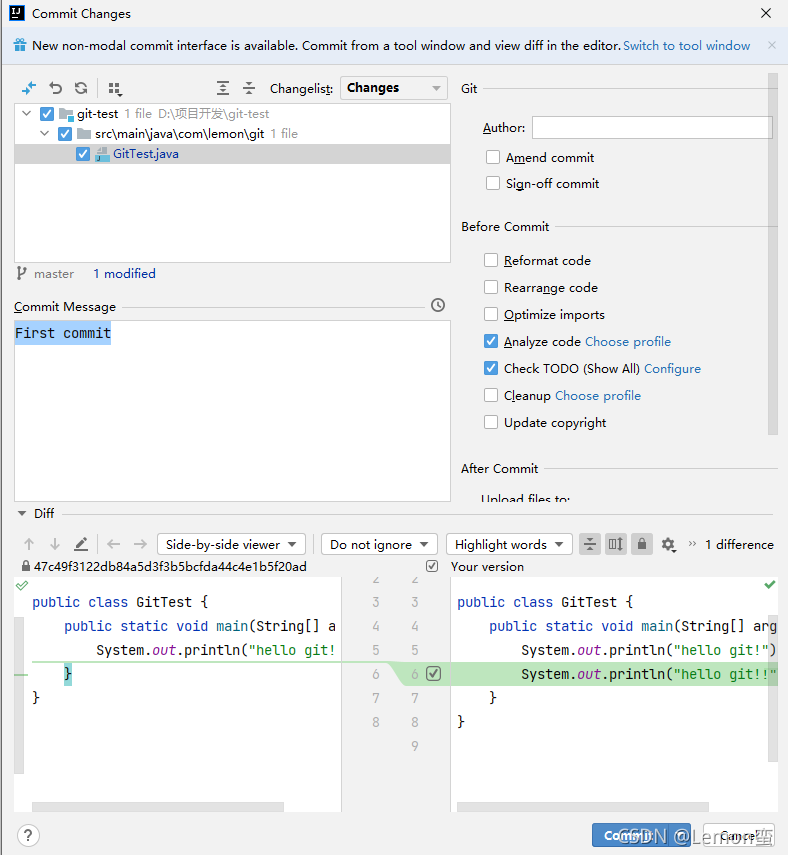 Commit Changes
New non-modal commit interface is available. Commit from a tool window and view diff in the editor. Switch to tool window
Changelist: Changes
git-test 1 file D:\项目开发\git-test
src\main\java\com\lemon\git 1 file
GitTest.java
master 1 modified
Commit Message
First commit
Git
Author:
Amend commit
Sign-off commit
Before Commit
Reformat code
Rearrange code
Optimize imports
Analyze code Choose profile
Check TODO (Show All) Configure
Cleanup Choose profile
Update copyright
After Commit
Upload files to:
Diff
Side-by-side viewer Do not ignore Highlight words 1 difference
47c49f3122db84a5d3f3b5bcfda44c4e1b5f20ad Your version
2 2
public class GitTest { 3 3 public class GitTest {
public static void main(String[] a 4 4 public static void main(String[] arg
System.out.println("hello git! 5 5 System.out.println("hello git!")
} 6 6 System.out.println("hello git!!"
} 7 7 }
8 8 }
9
? Commit Cancel
CSDN @Lemon蜇